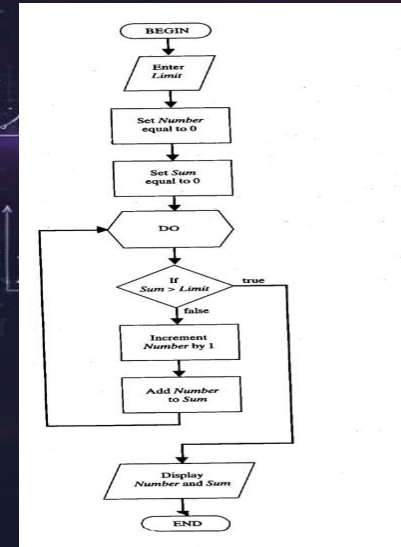 BEGIN
Enter
Limit
Set Number
equal to 0
Set Sum
equal to 0
DO
If
Sum > Limit
true
false
Increment
Number by 1
Add Number
to Sum
Display
Number and Sum
END